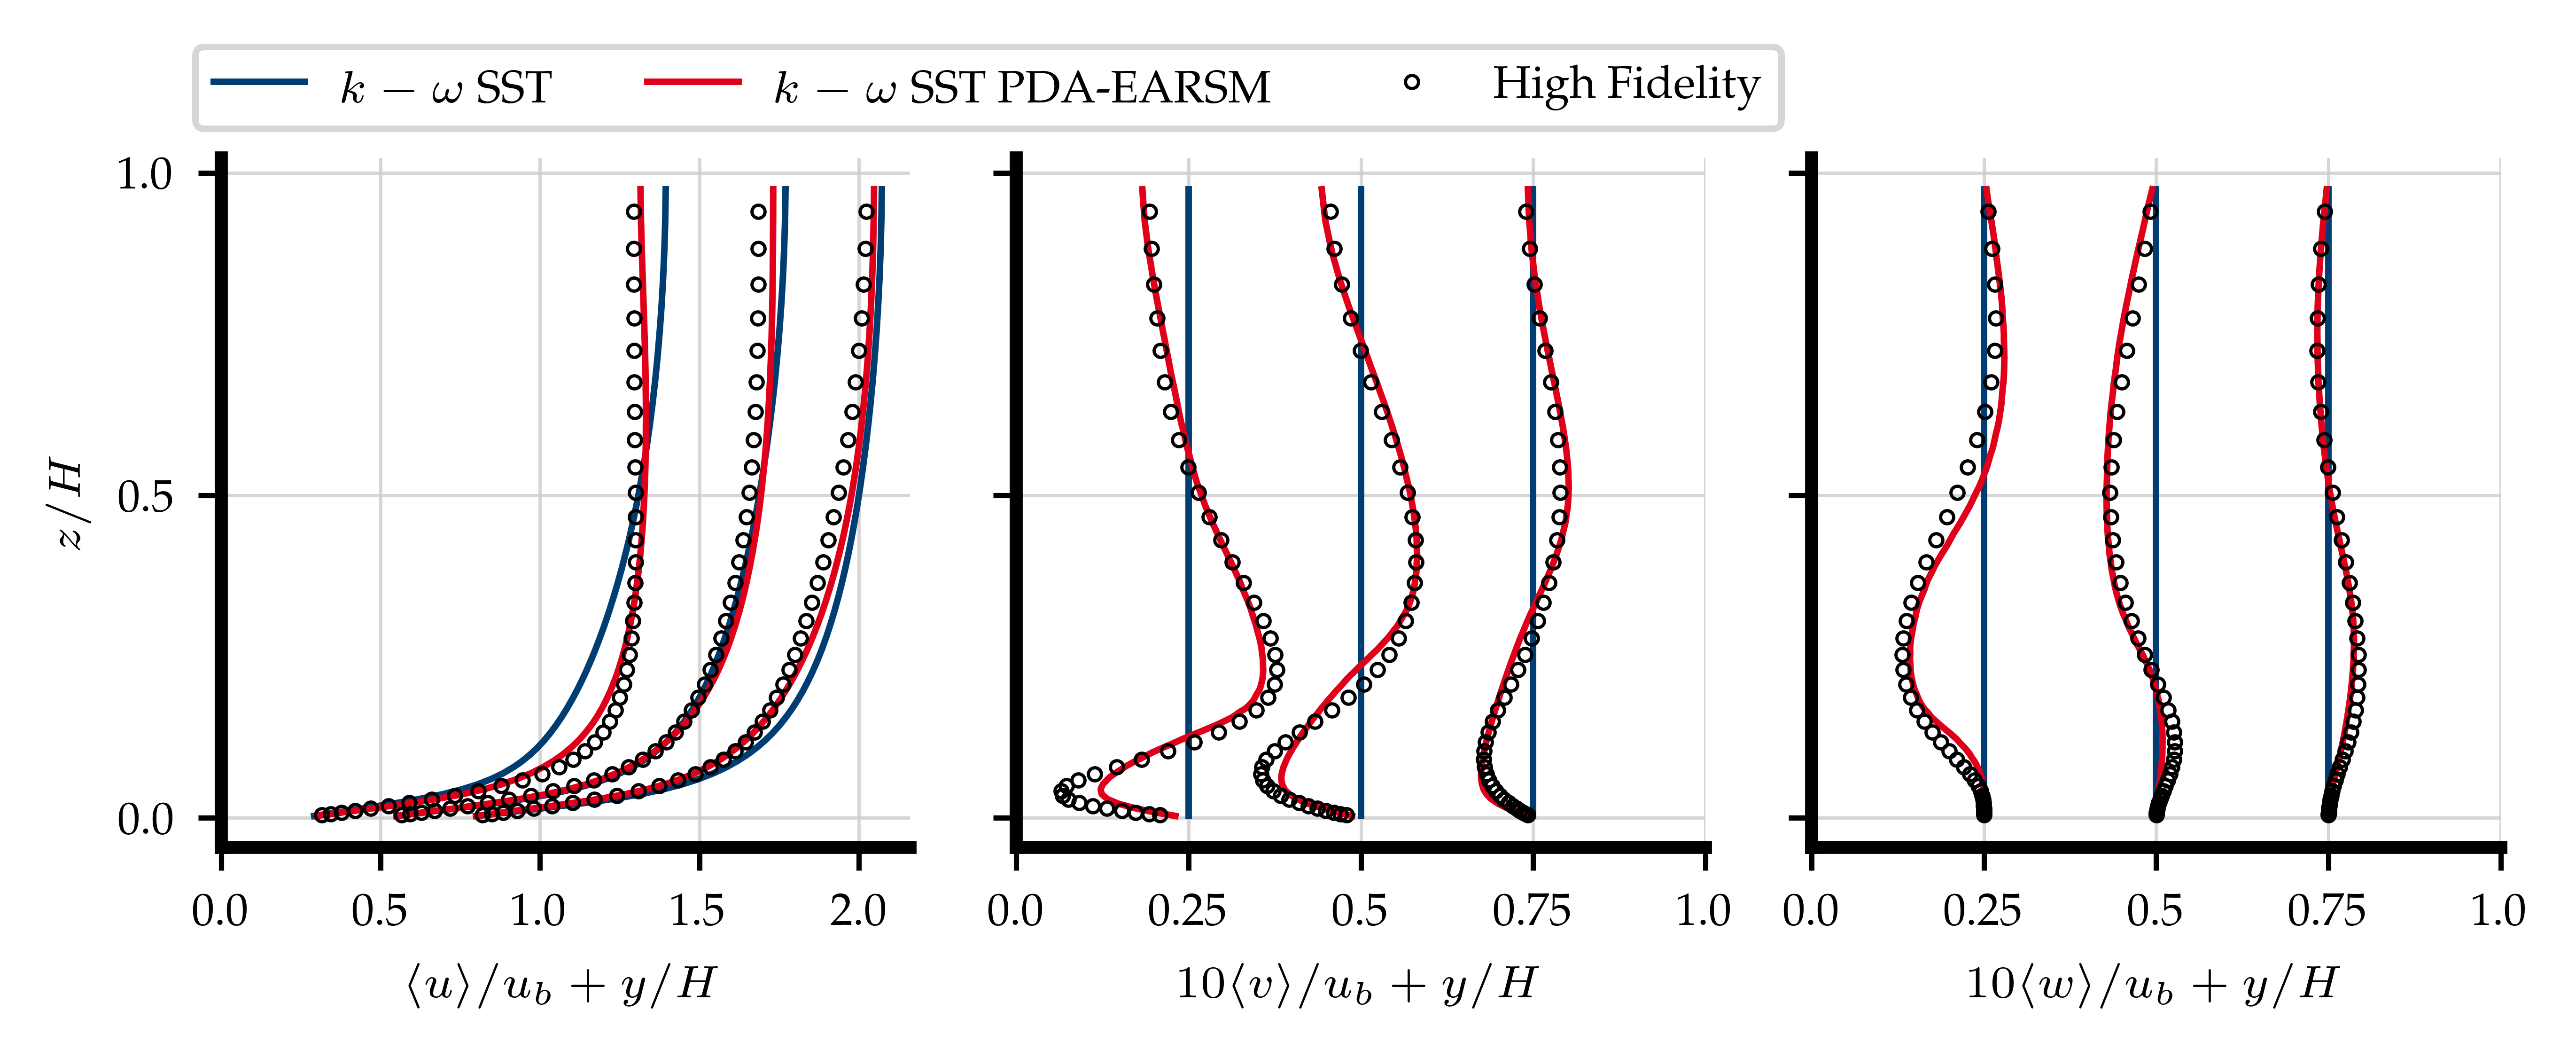 k − ω SST k − ω SST PDA-EARSM High Fidelity
1.0
0.5
0.0
z/H
0.0 0.5 1.0 1.5 2.0 0.0 0.25 0.5 0.75 1.0 0.0 0.25 0.5 0.75 1.0
⟨u⟩/u_b + y/H 10⟨v⟩/u_b + y/H 10⟨w⟩/u_b + y/H